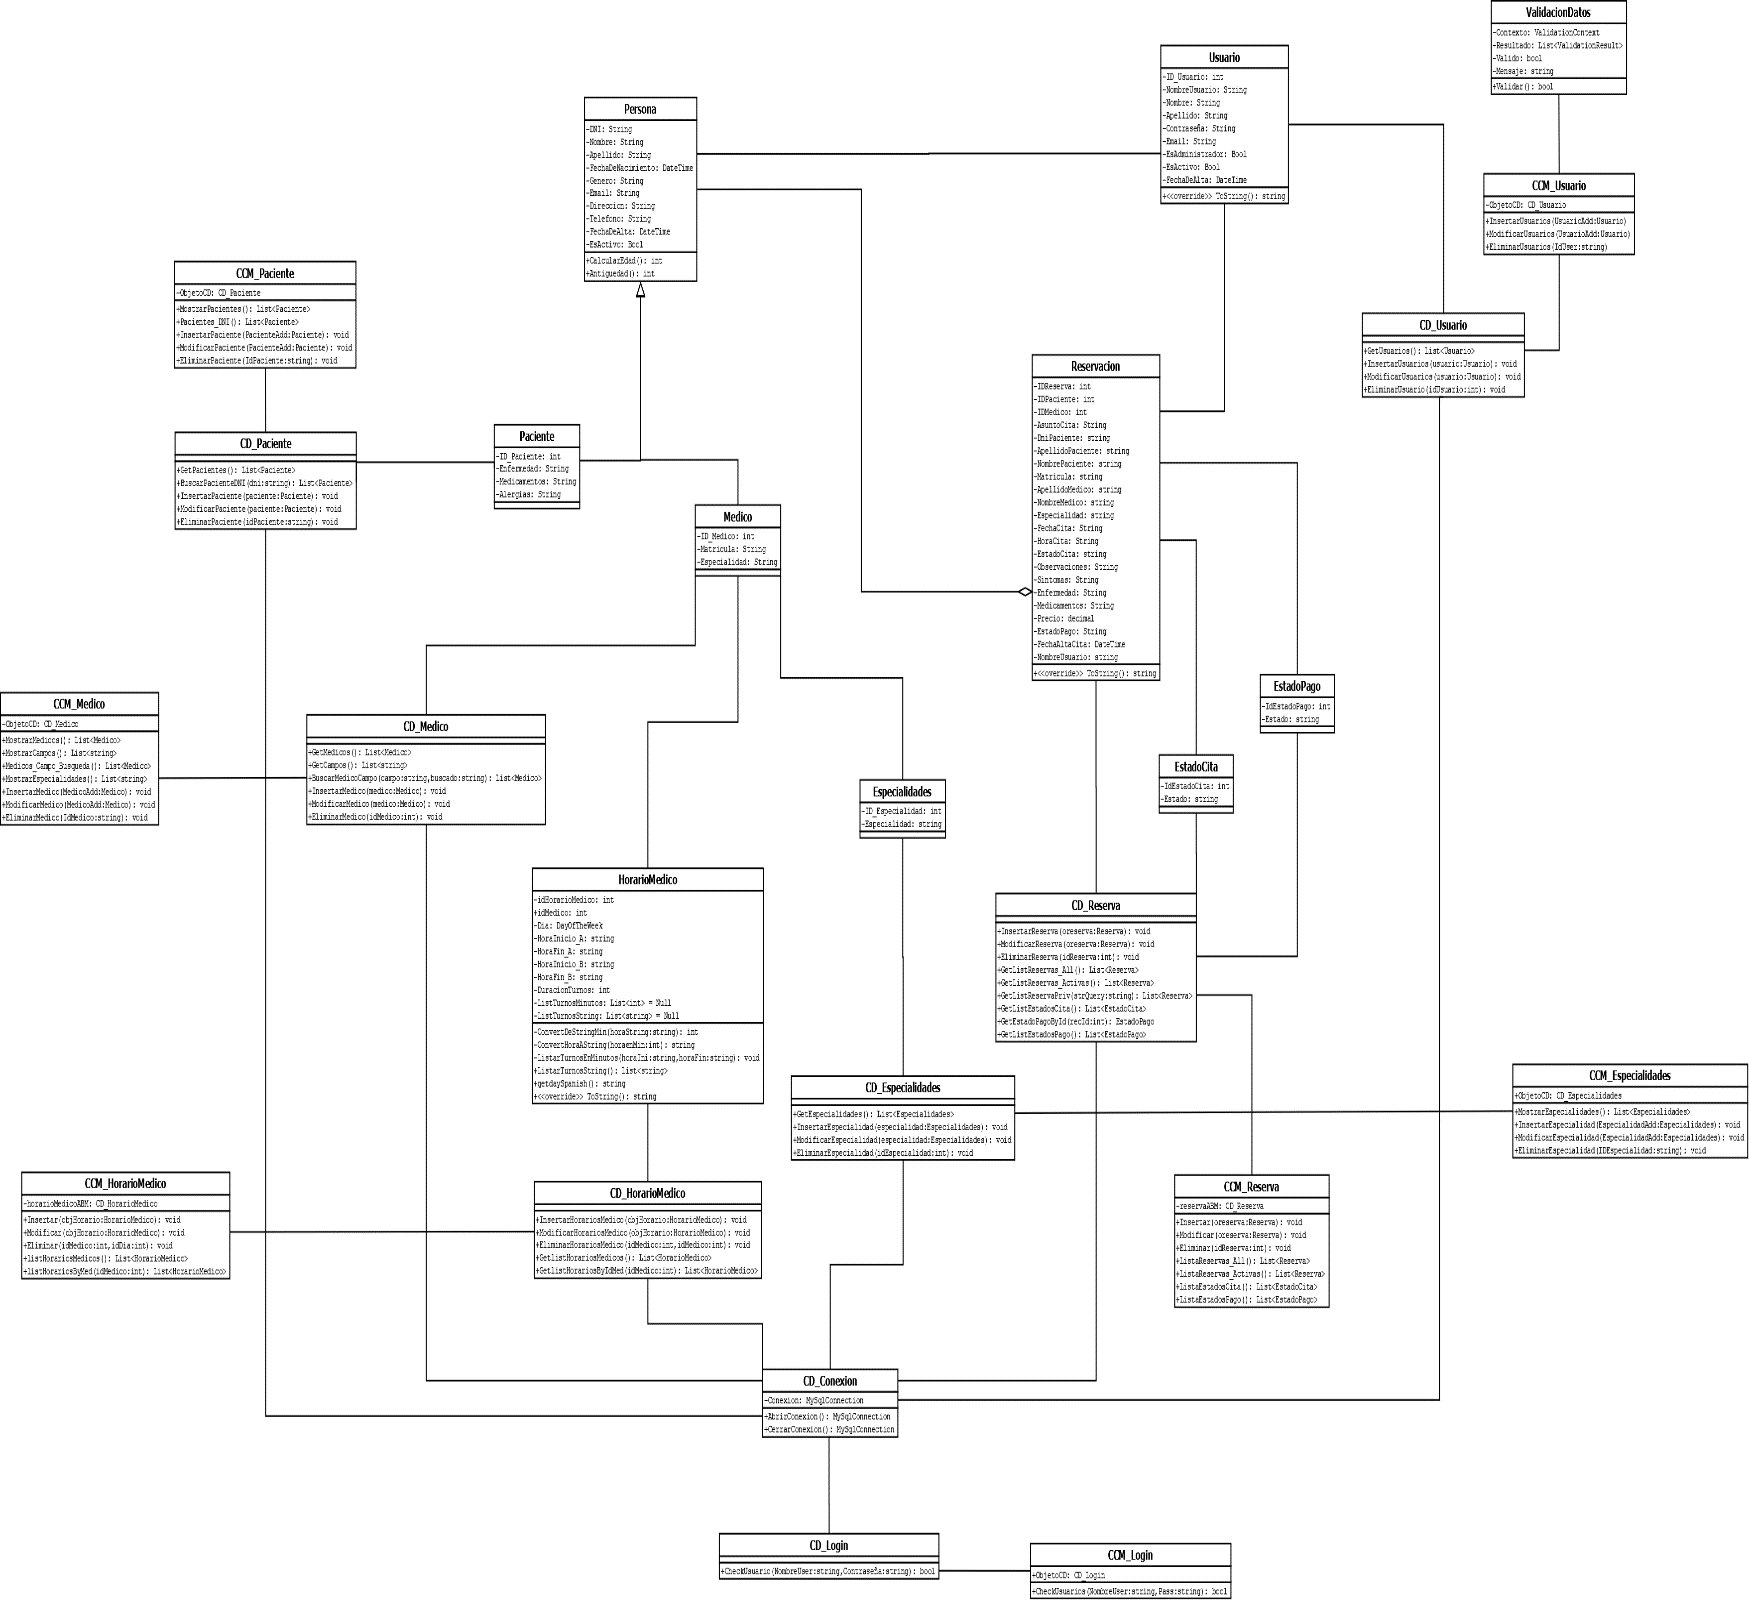 ValidacionDatos
-Contexto: ValidationContext
-Resultado: List<ValidationResult>
-Valido: bool
-Mensaje: string
+Validar(): bool
Usuario
-ID_Usuario: int
-NombreUsuario: String
-Nombre: String
-Apellido: String
-Contraseña: String
-Email: String
-EsAdministrador: Bool
-EsActivo: Bool
-FechaDeAlta: DateTime
+<<override>> ToString(): string
Persona
-DNI: String
-Nombre: String
-Apellido: String
-FechaDeNacimiento: DateTime
-Genero: String
-Email: String
-Direccion: String
-Telefono: String
-FechaDeAlta: DateTime
-EsActivo: Bool
+CalcularEdad(): int
+Antiguedad(): int
CCM_Usuario
-ObjetoCD: CD_Usuario
+InsertarUsuarios(UsuarioAdd:Usuario)
+ModificarUsuarios(UsuarioAdd:Usuario)
+EliminarUsuarios(IdUser:string)
CCM_Paciente
-ObjetoCD: CD_Paciente
+MostrarPacientes(): List<Paciente>
+Pacientes_DNI(): List<Paciente>
+InsertarPaciente(PacienteAdd:Paciente): void
+ModificarPaciente(PacienteAdd:Paciente): void
+EliminarPaciente(IdPaciente:string): void
CD_Usuario
+GetUsuarios(): List<Usuario>
+InsertarUsuarios(usuario:Usuario): void
+ModificarUsuarios(usuario:Usuario): void
+EliminarUsuario(idUsuario:int): void
Reservacion
-IDReserva: int
-IDPaciente: int
-IDMedico: int
-AsuntoCita: String
-DniPaciente: string
-ApellidoPaciente: string
-NombrePaciente: string
-Matricula: string
-ApellidoMedico: string
-NombreMedico: string
-Especialidad: string
-FechaCita: String
-HoraCita: String
-EstadoCita: string
-Observaciones: String
-Sintomas: String
-Enfermedad: String
-Medicamentos: String
-Precio: decimal
-EstadoPago: String
-FechaAltaCita: DateTime
-NombreUsuario: string
+<<override>> ToString(): string
CD_Paciente
+GetPacientes(): List<Paciente>
+BuscarPacienteDNI(dni:string): List<Paciente>
+InsertarPaciente(paciente:Paciente): void
+ModificarPaciente(paciente:Paciente): void
+EliminarPaciente(idPaciente:string): void
Paciente
-ID_Paciente: int
-Enfermedad: String
-Medicamentos: String
-Alergias: String
Medico
-ID_Medico: int
-Matricula: String
-Especialidad: String
EstadoPago
-IdEstadoPago: int
-Estado: string
CCM_Medico
-ObjetoCD: CD_Medico
+MostrarMedicos(): List<Medico>
+MostrarCampos(): List<string>
+Medicos_Campo_Busqueda(): List<Medico>
+MostrarEspecialidades(): List<string>
+InsertarMedico(MedicoAdd:Medico): void
+ModificarMedico(MedicoAdd:Medico): void
+EliminarMedico(IdMedico:string): void
CD_Medico
+GetMedicos(): List<Medico>
+GetCampos(): List<string>
+BuscarMedicoCampo(campo:string,buscado:string): List<Medico>
+InsertarMedico(medico:Medico): void
+ModificarMedico(medico:Medico): void
+EliminarMedico(idMedico:int): void
EstadoCita
-IdEstadoCita: int
-Estado: string
Especialidades
-ID_Especialidad: int
-Especialidad: string
HorarioMedico
-idHorarioMedico: int
+idMedico: int
-Dia: DayOfTheWeek
-HoraInicio_A: string
-HoraFin_A: string
-HoraInicio_B: string
-HoraFin_B: string
-DuracionTurnos: int
-ListTurnosMinutos: List<int> = Null
-ListTurnosString: List<string> = Null
-ConvertDeStringMin(horaString:string): int
-ConvertHoraAString(horaenMin:int): string
-ListarTurnosEnMinutos(horaIni:string,horaFin:string): void
+ListarTurnosString(): List<string>
+getdaySpanish(): string
+<<override>> ToString(): string
CD_Reserva
+InsertarReserva(oreserva:Reserva): void
+ModificarReserva(oreserva:Reserva): void
+EliminarReserva(idReserva:int): void
+GetListReservas_All(): List<Reserva>
+GetListReservas_Activas(): List<Reserva>
+GetListReservaPriv(strQuery:string): List<Reserva>
+GetListEstadosCita(): List<EstadoCita>
+GetEstadoPagoById(recId:int): EstadoPago
+GetListEstadosPago(): List<EstadoPago>
CD_Especialidades
+GetEspecialidades(): List<Especialidades>
+InsertarEspecialidad(especialidad:Especialidades): void
+ModificarEspecialidad(especialidad:Especialidades): void
+EliminarEspecialidad(idEspecialidad:int): void
CCM_Especialidades
+ObjetoCD: CD_Especialidades
+MostrarEspecialidades(): List<Especialidades>
+InsertarEspecialidad(EspecialidadAdd:Especialidades): void
+ModificarEspecialidad(EspecialidadAdd:Especialidades): void
+EliminarEspecialidad(IDEspecialidad:string): void
CCM_HorarioMedico
-horarioMedicoABM: CD_HorarioMedico
+Insertar(objHorario:HorarioMedico): void
+Modificar(objHorario:HorarioMedico): void
+Eliminar(idMedico:int,idDia:int): void
+listHorariosMedicos(): List<HorarioMedico>
+listHorariosByMed(idMedico:int): List<HorarioMedico>
CD_HorarioMedico
+InsertarHorariosMedico(objHorario:HorarioMedico): void
+ModificarHorariosMedico(objHorario:HorarioMedico): void
+EliminarHorariosMedico(idMedico:int,idMedico:int): void
+GetlistHorariosMedicos(): List<HorarioMedico>
+GetlistHorariosByIdMed(idMedico:int): List<HorarioMedico>
CCM_Reserva
-reservaABM: CD_Reserva
+Insertar(oreserva:Reserva): void
+Modificar(oreserva:Reserva): void
+Eliminar(idReserva:int): void
+ListaReservas_All(): List<Reserva>
+ListaReservas_Activas(): List<Reserva>
+ListaEstadosCita(): List<EstadoCita>
+ListaEstadosPago(): List<EstadoPago>
CD_Conexion
-Conexion: MySqlConnection
+AbrirConexion(): MySqlConnection
+CerrarConexion(): MySqlConnection
CD_Login
+CheckUsuario(NombreUser:string,Contraseña:string): bool
CCM_Login
+ObjetoCD: CD_login
+CheckUsuarios(NombreUser:string,Pass:string): bool